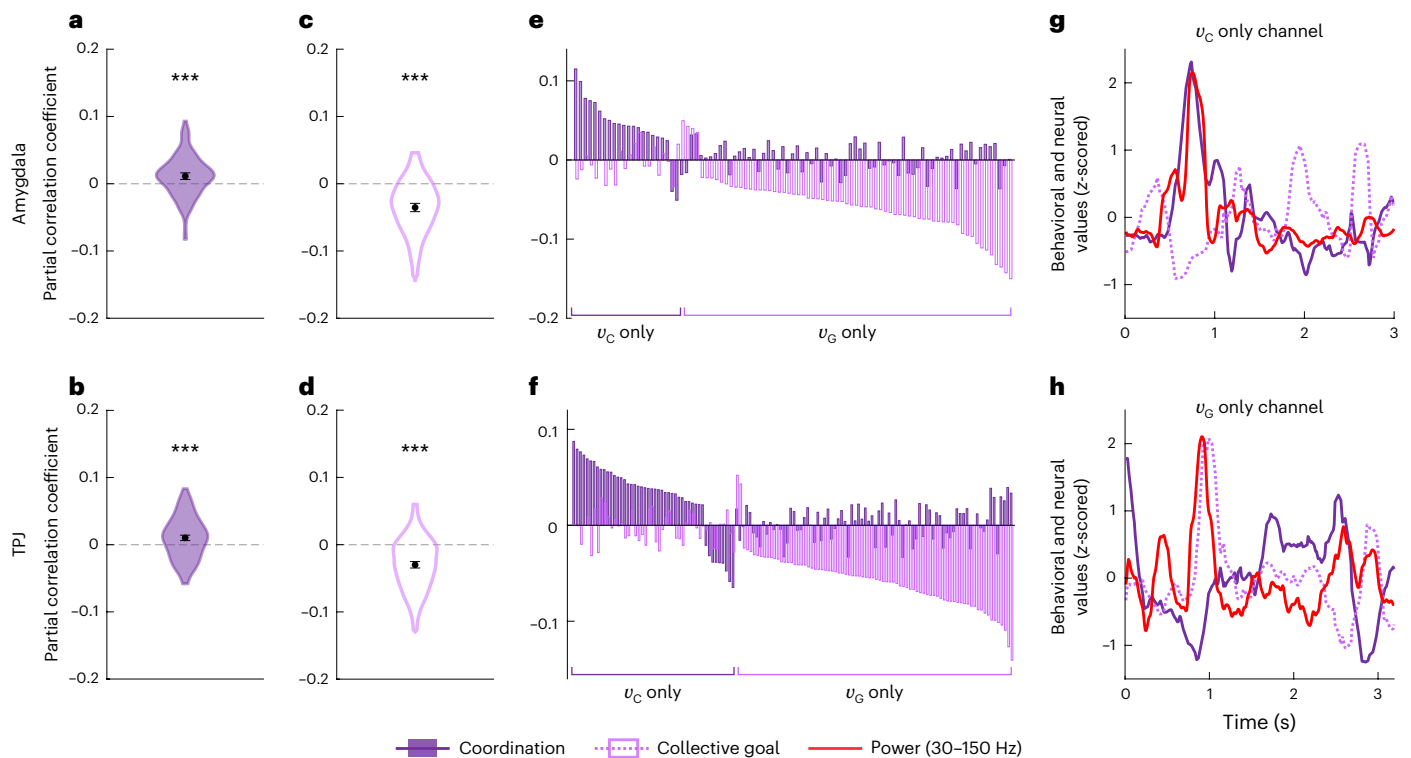 a
0.2
0.1
0
–0.1
–0.2
Amygdala
Partial correlation coefficient
***
c
0.2
0.1
0
–0.1
–0.2
***
e
0.1
0
–0.1
–0.2
υC only
υG only
g
υC only channel
2
1
0
–1
Behavioral and neural
values (z-scored)
0
1
2
3
b
0.2
0.1
0
–0.1
–0.2
TPJ
Partial correlation coefficient
***
d
0.2
0.1
0
–0.1
–0.2
***
f
0.1
0
–0.1
υC only
υG only
h
υG only channel
2
1
0
–1
Behavioral and neural
values (z-scored)
0
1
2
3
Time (s)
Coordination
Collective goal
Power (30–150 Hz)